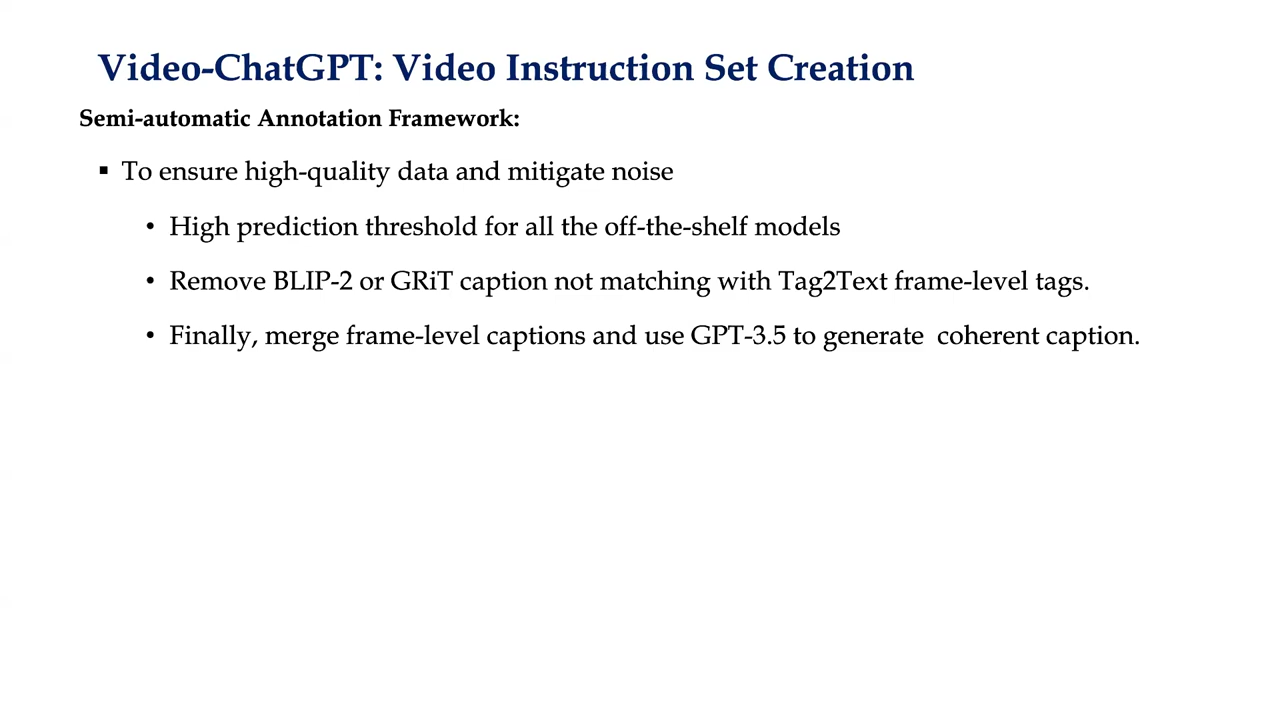 Video-ChatGPT: Video Instruction Set Creation
Semi-automatic Annotation Framework:
▪ To ensure high-quality data and mitigate noise
• High prediction threshold for all the off-the-shelf models
• Remove BLIP-2 or GRiT caption not matching with Tag2Text frame-level tags.
• Finally, merge frame-level captions and use GPT-3.5 to generate  coherent caption.